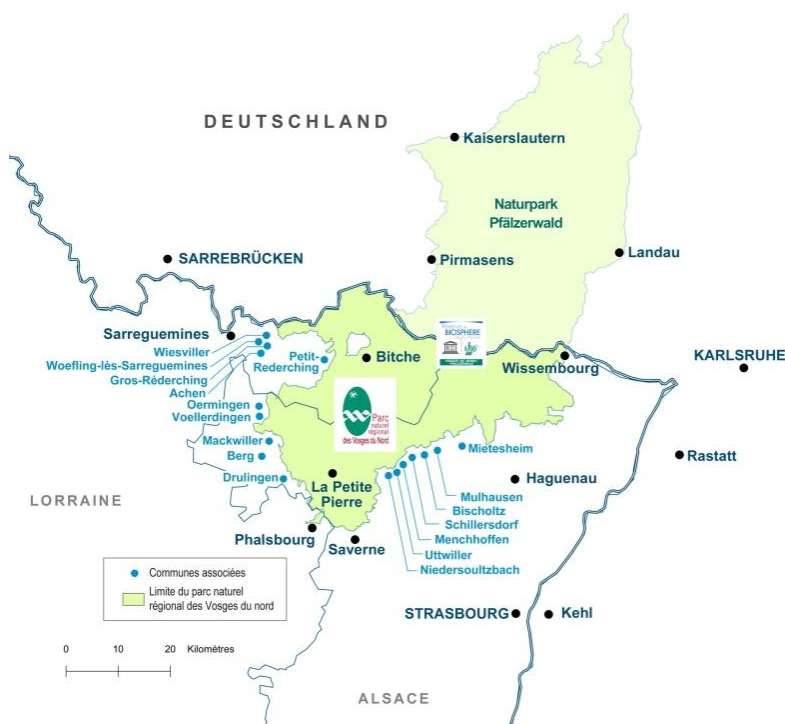 DEUTSCHLAND
Kaiserslautern
Naturpark
Pfälzerwald
SARREBRÜCKEN
Pirmasens
Landau
Sarreguemines
Wiesviller
Woefling-lès-Sarreguemines
Gros-Réderching
Achen
Petit-
Rederching
Bitche
BIOSPHERE
Wissembourg
KARLSRUHE
Oermingen
Voellerdingen
Parc
naturel
régional
des Vosges du Nord
Mackwiller
Berg
Drulingen
Mietesheim
Rastatt
LORRAINE
La Petite
Pierre
Haguenau
Mulhausen
Bischoltz
Schillersdorf
Menchhoffen
Uttwiller
Niedersoultzbach
Phalsbourg
Saverne
Communes associées
Limite du parc naturel
régional des Vosges du nord
STRASBOURG
Kehl
0 10 20 Kilomètres
ALSACE